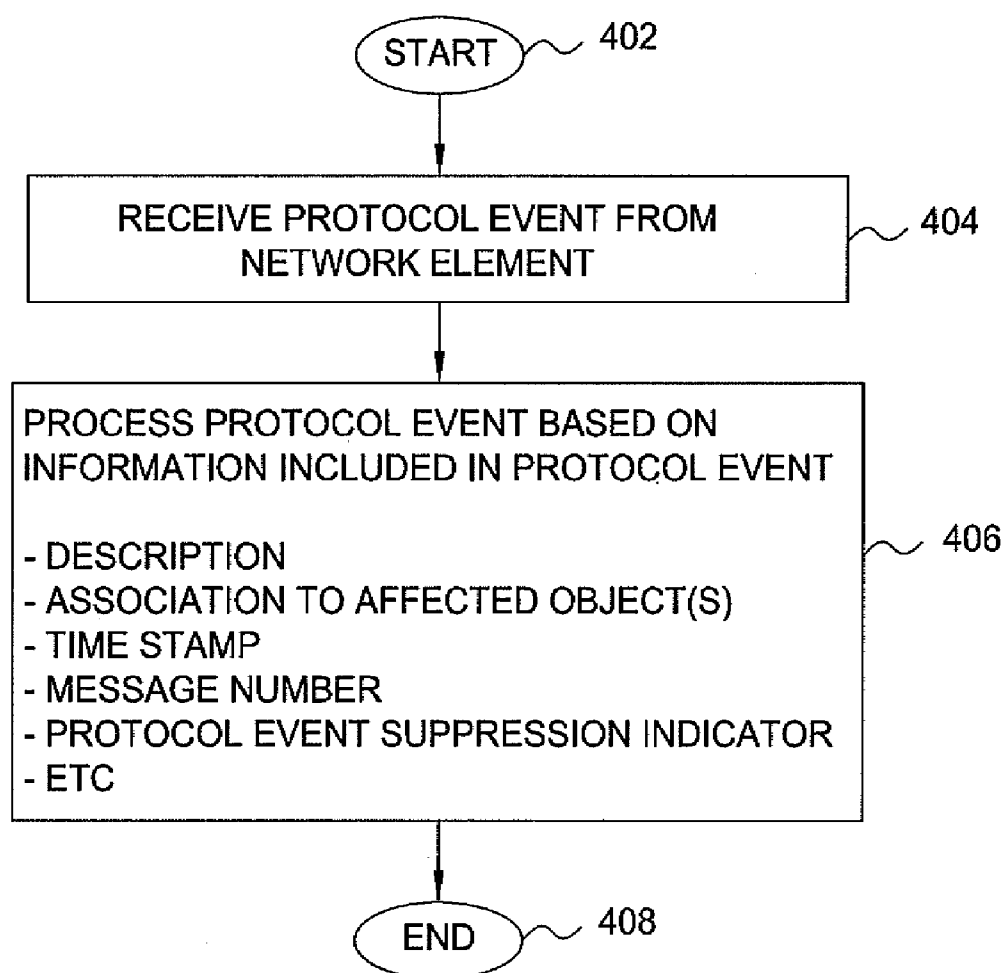 START
402
RECEIVE PROTOCOL EVENT FROM
NETWORK ELEMENT
404
PROCESS PROTOCOL EVENT BASED ON
INFORMATION INCLUDED IN PROTOCOL EVENT
- DESCRIPTION
- ASSOCIATION TO AFFECTED OBJECT(S)
- TIME STAMP
- MESSAGE NUMBER
- PROTOCOL EVENT SUPPRESSION INDICATOR
- ETC
406
END
408